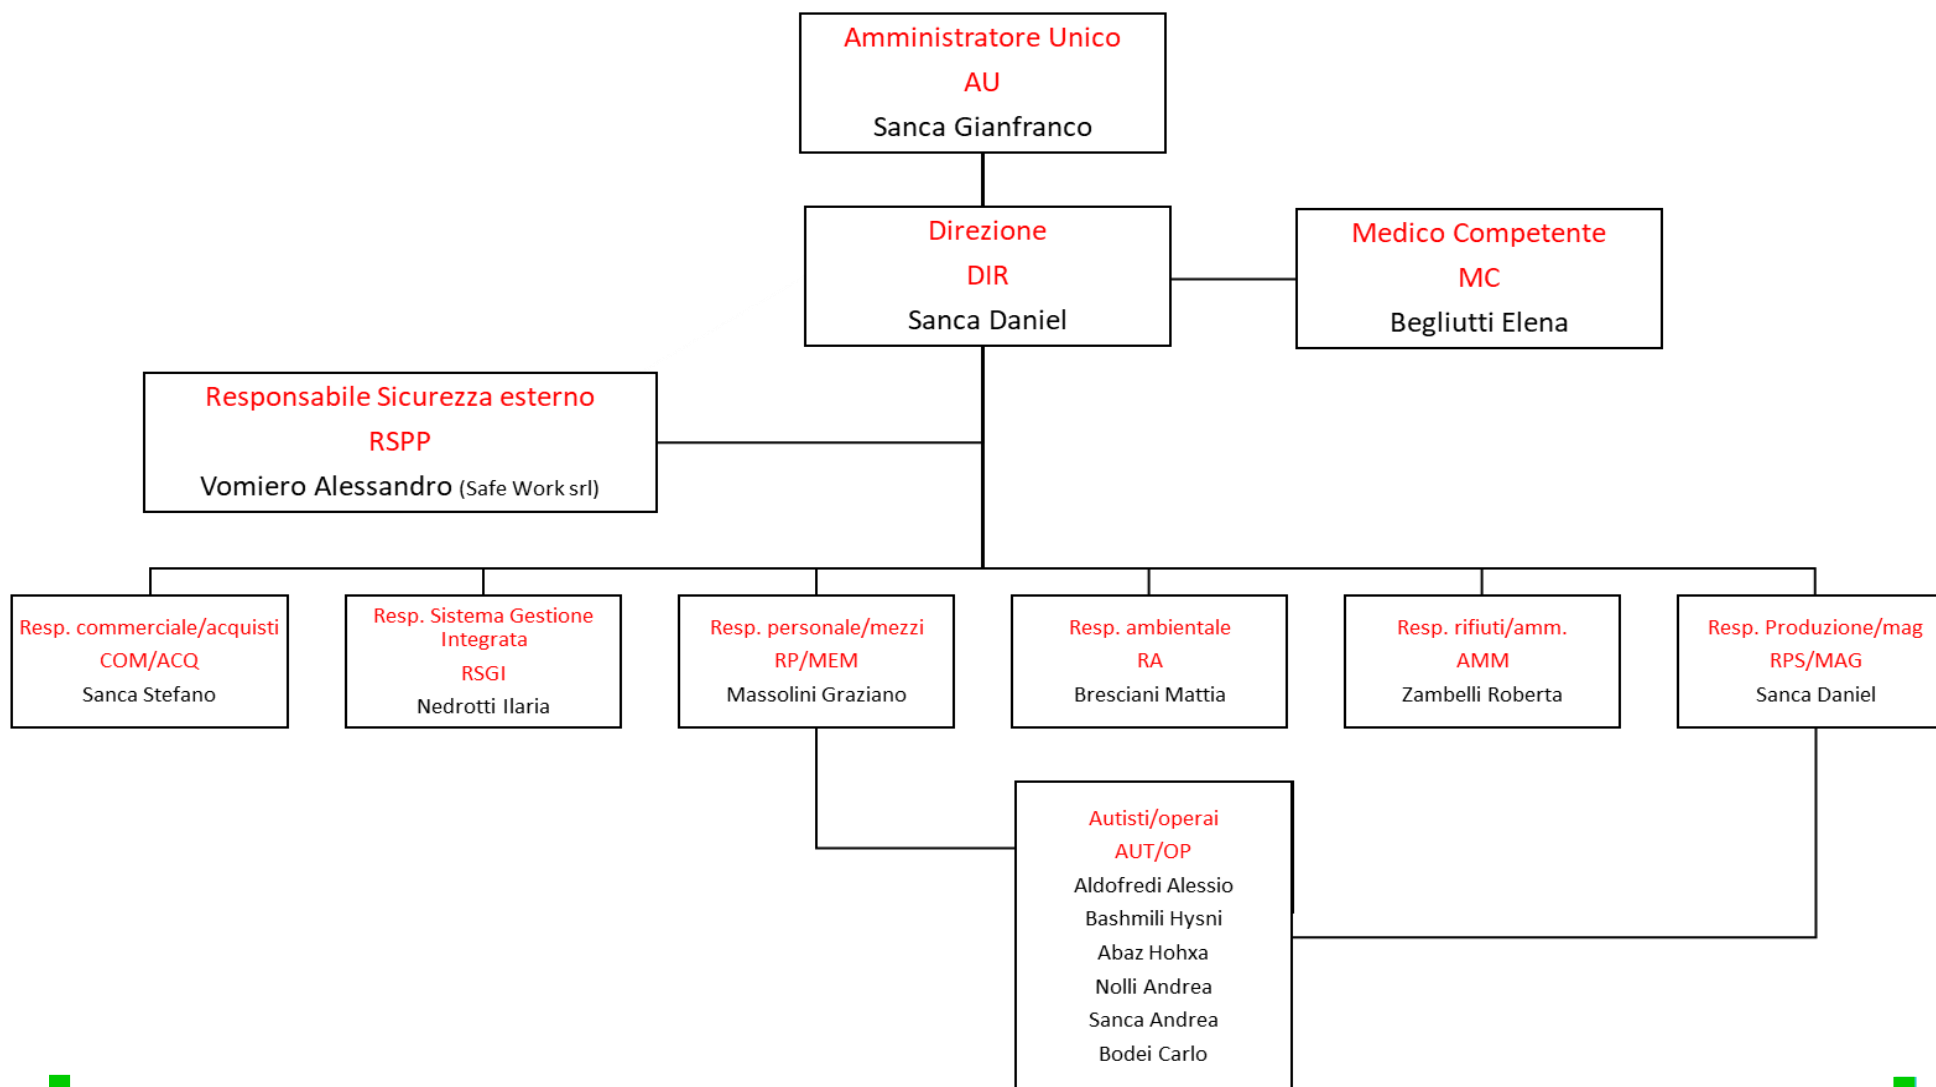 Amministratore Unico
AU
Sanca Gianfranco
Direzione
DIR
Sanca Daniel
Medico Competente
MC
Begliutti Elena
Responsabile Sicurezza esterno
RSPP
Vomiero Alessandro (Safe Work srl)
Resp. commerciale/acquisti
COM/ACQ
Sanca Stefano
Resp. Sistema Gestione
Integrata
RSGI
Nedrotti Ilaria
Resp. personale/mezzi
RP/MEM
Massolini Graziano
Resp. ambientale
RA
Bresciani Mattia
Resp. rifiuti/amm.
AMM
Zambelli Roberta
Resp. Produzione/mag
RPS/MAG
Sanca Daniel
Autisti/operai
AUT/OP
Aldofredi Alessio
Bashmili Hysni
Abaz Hohxa
Nolli Andrea
Sanca Andrea
Bodei Carlo